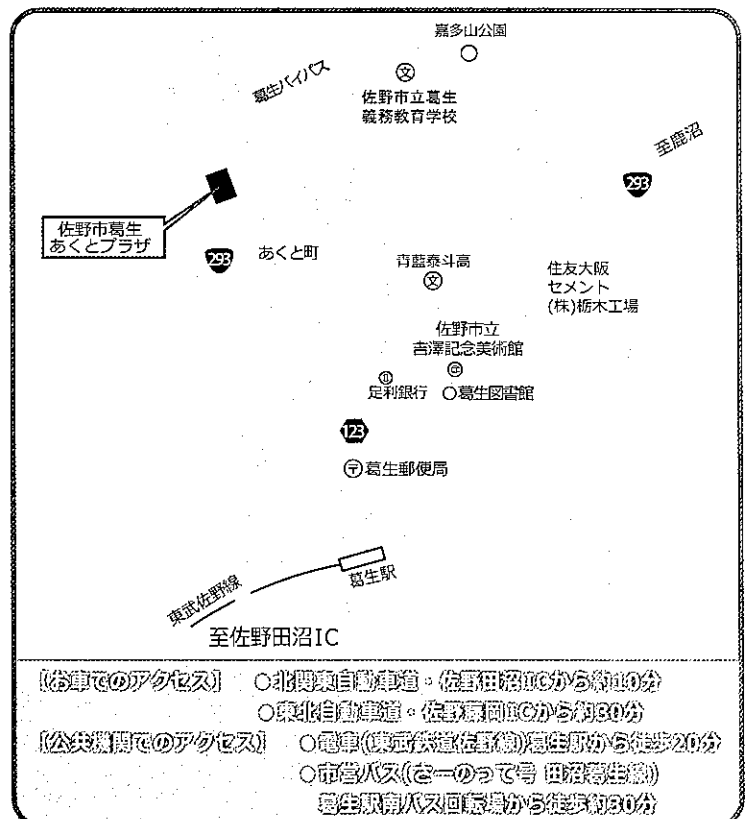 嘉多山公園
葛生バイパス
文
佐野市立葛生
義務教育学校
至鹿沼
293
佐野市葛生
あくとプラザ
293
あくと町
青藍泰斗高
文
住友大阪
セメント
(株)栃木工場
佐野市立
吉澤記念美術館
足利銀行
○葛生図書館
123
〒葛生郵便局
葛生駅
東武佐野線
至佐野田沼IC
【お車でのアクセス】 ○北関東自動車道・佐野田沼ICから約10分
○東北自動車道・佐野藤岡ICから約30分
【公共機関でのアクセス】 ○電車(東武鉄道佐野線)葛生駅から徒歩20分
○市営バス(さーのって号 田沼葛生線)
葛生駅南バス回転場から徒歩約30分